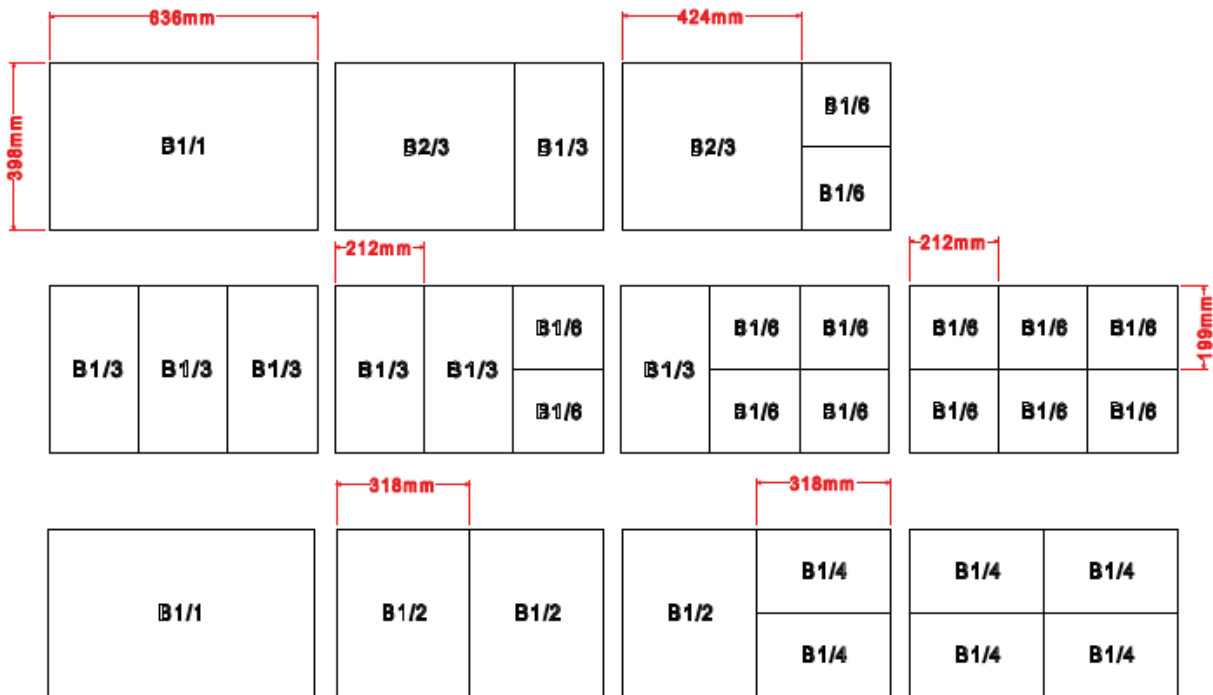 636mm
424mm
398mm
B1/1
B2/3
B1/3
B2/3
B1/6
B1/6
212mm
212mm
199mm
B1/3 B1/3 B1/3
B1/3 B1/3
B1/6
B1/6
B1/3
B1/6 B1/6
B1/6 B1/6
B1/6 B1/6 B1/6
B1/6 B1/6 B1/6
318mm
318mm
B1/1
B1/2 B1/2
B1/2
B1/4
B1/4
B1/4 B1/4
B1/4 B1/4